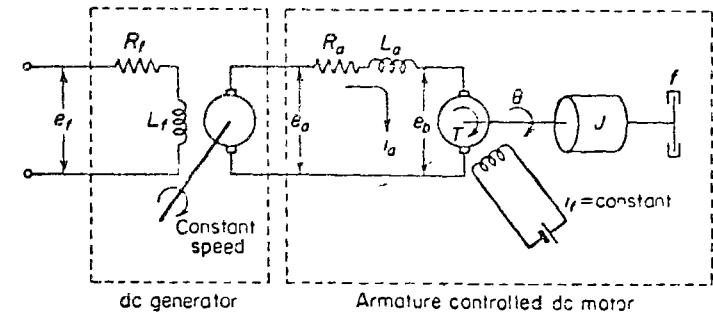 R_f
L_f
e_f
Constant
speed
dc generator
R_a
L_a
e_a
i_a
e_b
T
θ
J
f
i_f = constant
Armature controlled dc motor